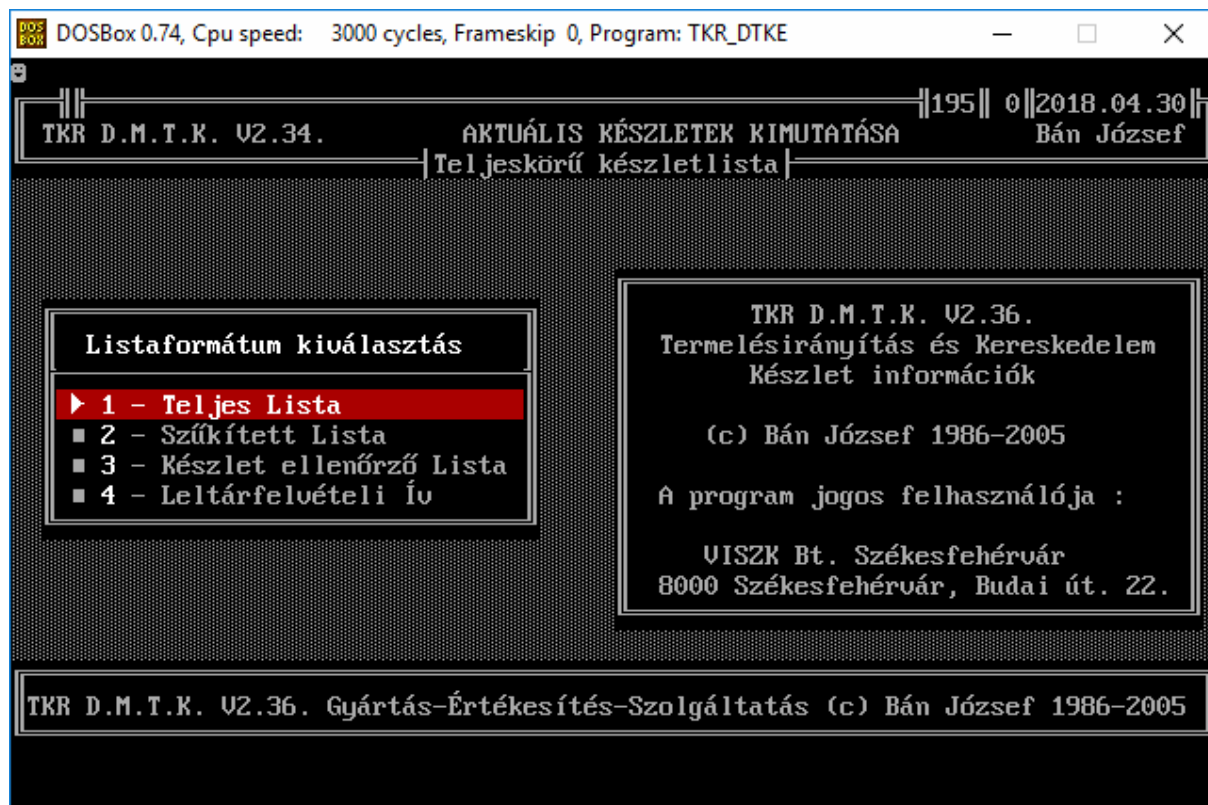 DOSBox 0.74, Cpu speed: 3000 cycles, Frameskip 0, Program: TKR_DTKE
195 0 2018.04.30
TKR D.M.T.K. V2.34. AKTUÁLIS KÉSZLETEK KIMUTATÁSA Bán József
Teljeskörű készletlista
Listaformátum kiválasztás
1 - Teljes Lista
2 - Szűkített Lista
3 - Készlet ellenőrző Lista
4 - Leltárfelvételi Ív
TKR D.M.T.K. V2.36.
Termelésirányítás és Kereskedelem
Készlet információk
(c) Bán József 1986-2005
A program jogos felhasználója :
VISZK Bt. Székesfehérvár
8000 Székesfehérvár, Budai út. 22.
TKR D.M.T.K. V2.36. Gyártás-Értékesítés-Szolgáltatás (c) Bán József 1986-2005